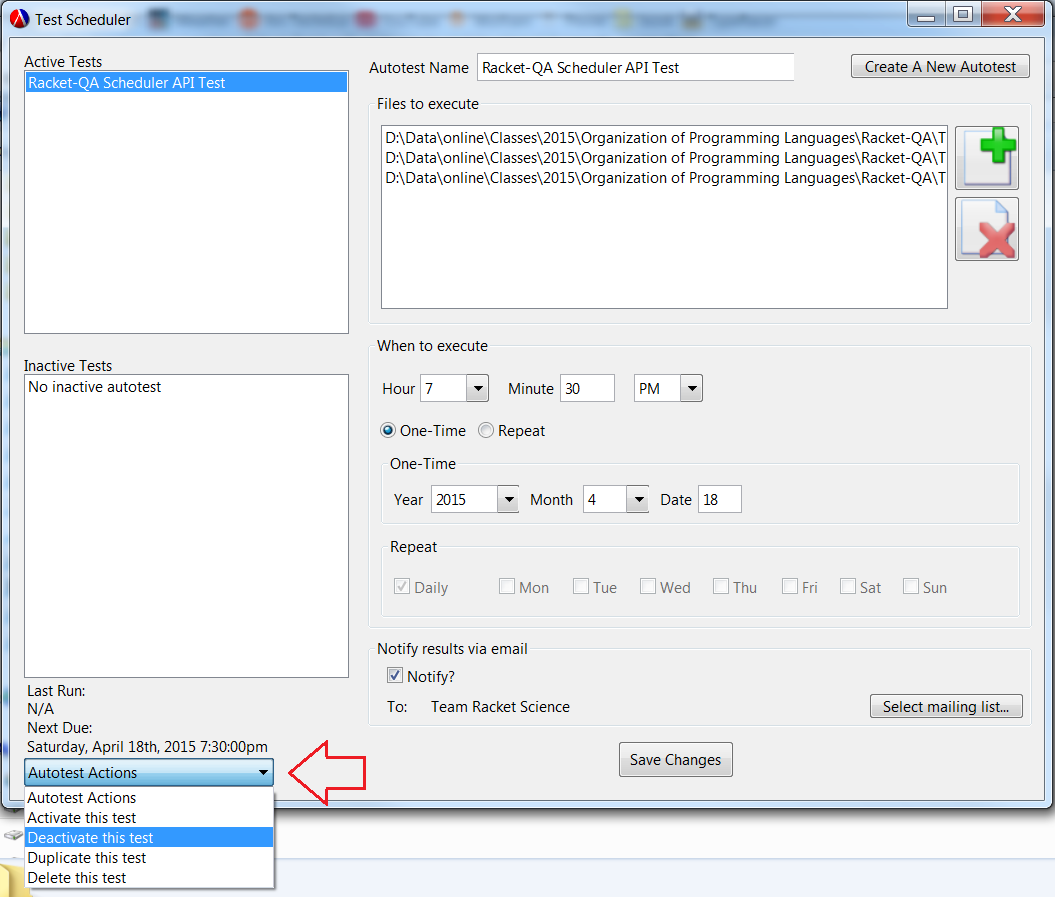 Test Scheduler
Active Tests
Racket-QA Scheduler API Test
Autotest Name Racket-QA Scheduler API Test Create A New Autotest
Files to execute
D:\Data\online\Classes\2015\Organization of Programming Languages\Racket-QA\T
D:\Data\online\Classes\2015\Organization of Programming Languages\Racket-QA\T
D:\Data\online\Classes\2015\Organization of Programming Languages\Racket-QA\T
Inactive Tests
No inactive autotest
When to execute
Hour 7 Minute 30 PM
One-Time Repeat
One-Time
Year 2015 Month 4 Date 18
Repeat
Daily Mon Tue Wed Thu Fri Sat Sun
Notify results via email
Notify?
To: Team Racket Science Select mailing list...
Last Run:
N/A
Next Due:
Saturday, April 18th, 2015 7:30:00pm
Save Changes
Autotest Actions
Autotest Actions
Activate this test
Deactivate this test
Duplicate this test
Delete this test